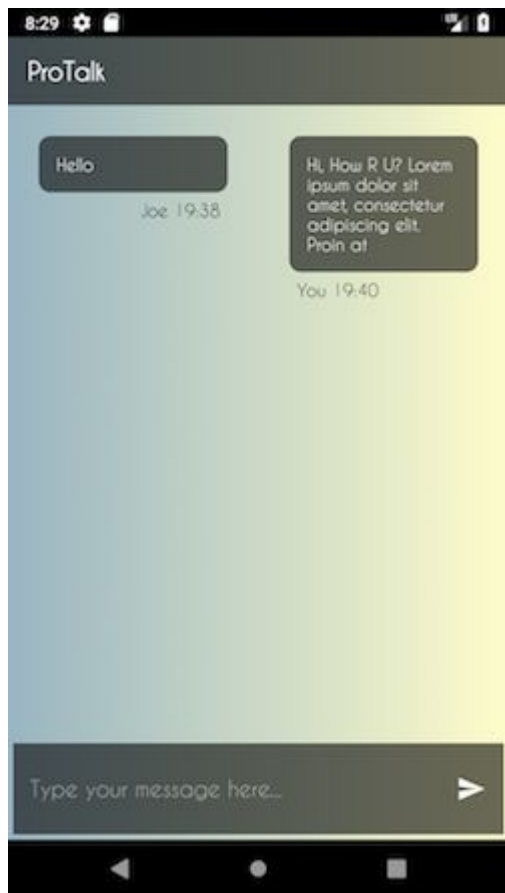 8:29
ProTalk
Hello
Joe 19:38
Hi, How R U? Lorem
ipsum dolor sit
amet, consectetur
adipiscing elit.
Proin at
You 19:40
Type your message here...